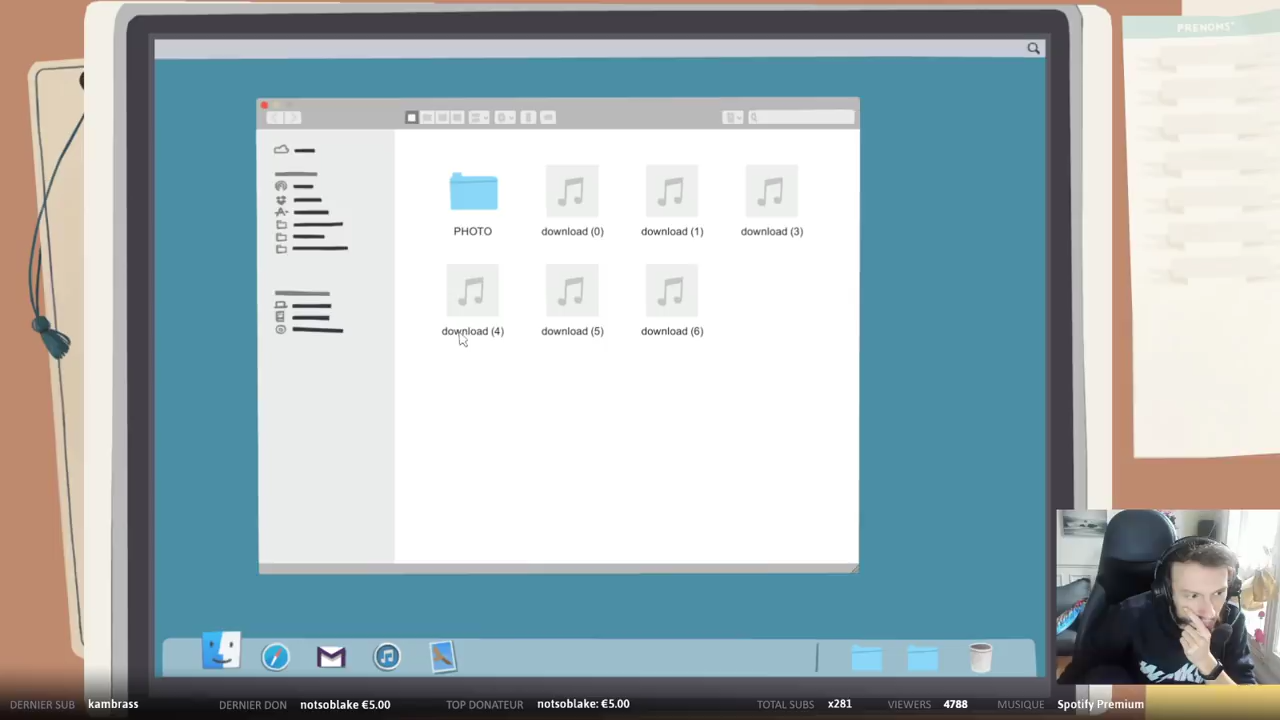 PRENOMS
PHOTO
download (0)
download (1)
download (3)
download (4)
download (5)
download (6)
DERNIER SUB kambrass
DERNIER DON notsoblake €5.00
TOP DONATEUR notsoblake: €5.00
TOTAL SUBS x281
VIEWERS 4788
MUSIQUE Spotify Premium